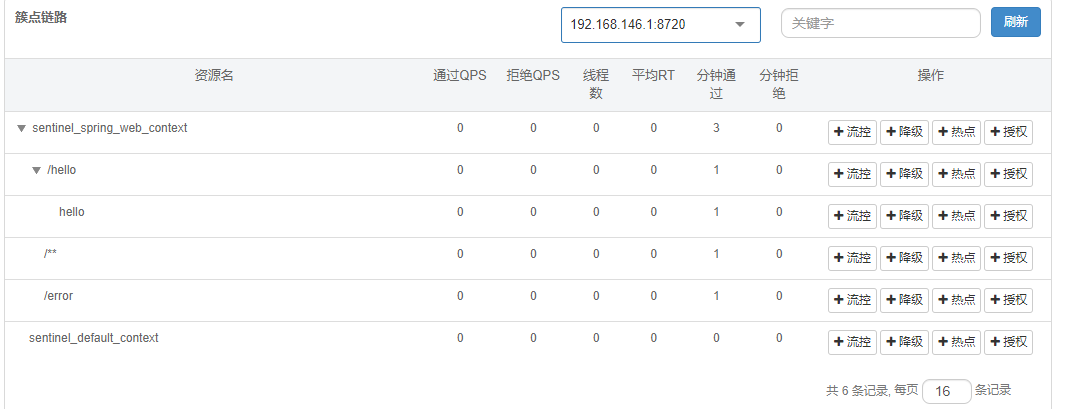 簇点链路
192.168.146.1:8720
关键字
刷新
资源名 通过QPS 拒绝QPS 线程数 平均RT 分钟通过 分钟拒绝 操作
sentinel_spring_web_context 0 0 0 0 3 0 流控 降级 热点 授权
/hello 0 0 0 0 1 0 流控 降级 热点 授权
hello 0 0 0 0 1 0 流控 降级 热点 授权
/** 0 0 0 0 1 0 流控 降级 热点 授权
/error 0 0 0 0 1 0 流控 降级 热点 授权
sentinel_default_context 0 0 0 0 0 0 流控 降级 热点 授权
共 6 条记录, 每页 16 条记录